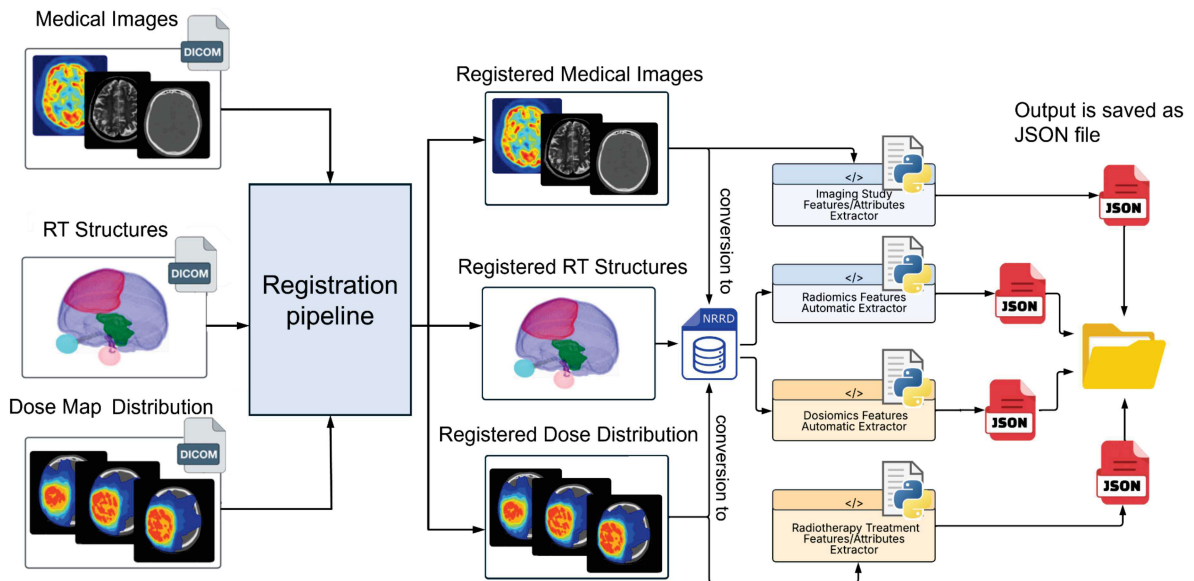 Medical Images
DICOM
RT Structures
DICOM
Dose Map Distribution
DICOM
Registration
pipeline
Registered Medical Images
Registered RT Structures
Registered Dose Distribution
conversion to
NRRD
conversion to
</>
Imaging Study
Features/Attributes
Extractor
</>
Radiomics Features
Automatic Extractor
</>
Dosiomics Features
Automatic Extractor
</>
Radiotherapy Treatment
Features/Attributes
Extractor
Output is saved as
JSON file
JSON
JSON
JSON
JSON